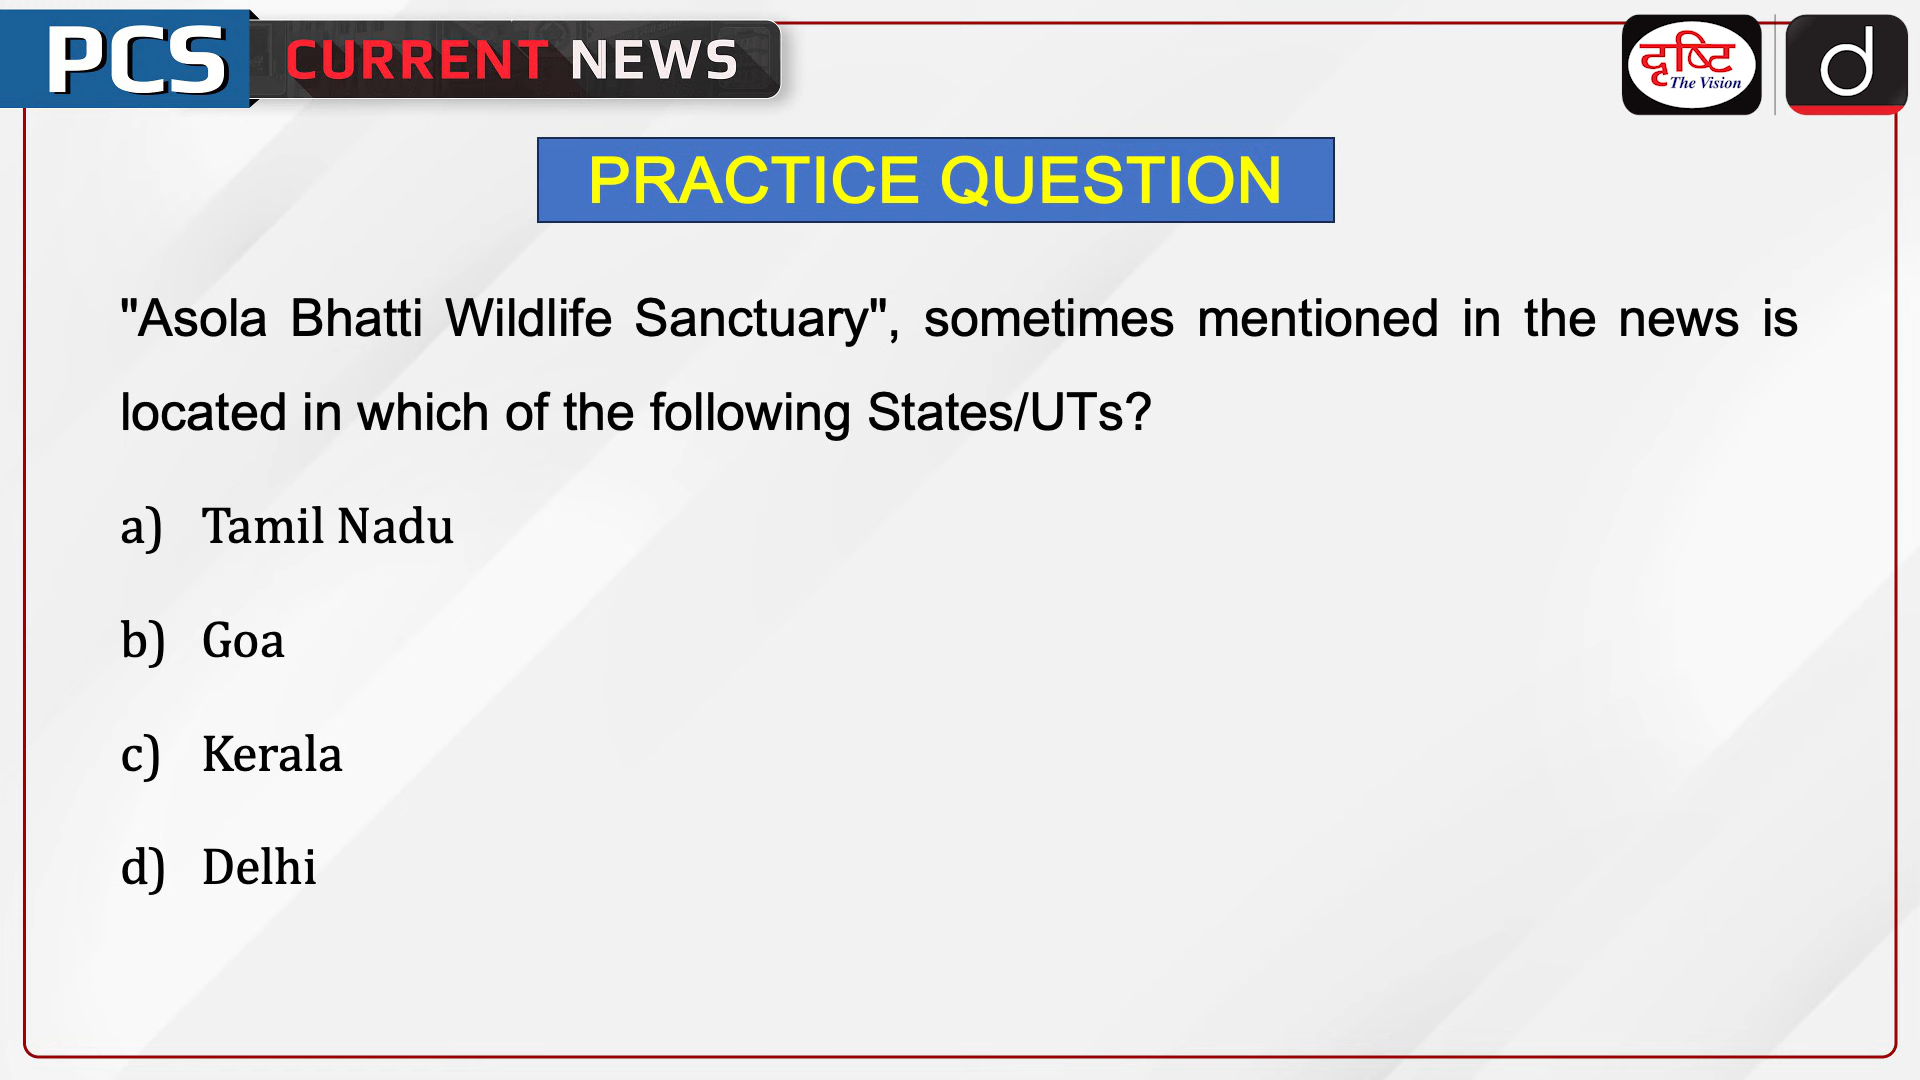 PCS CURRENT NEWS
दृष्टि
The Vision
d
PRACTICE QUESTION
"Asola Bhatti Wildlife Sanctuary", sometimes mentioned in the news is
located in which of the following States/UTs?
a) Tamil Nadu
b) Goa
c) Kerala
d) Delhi